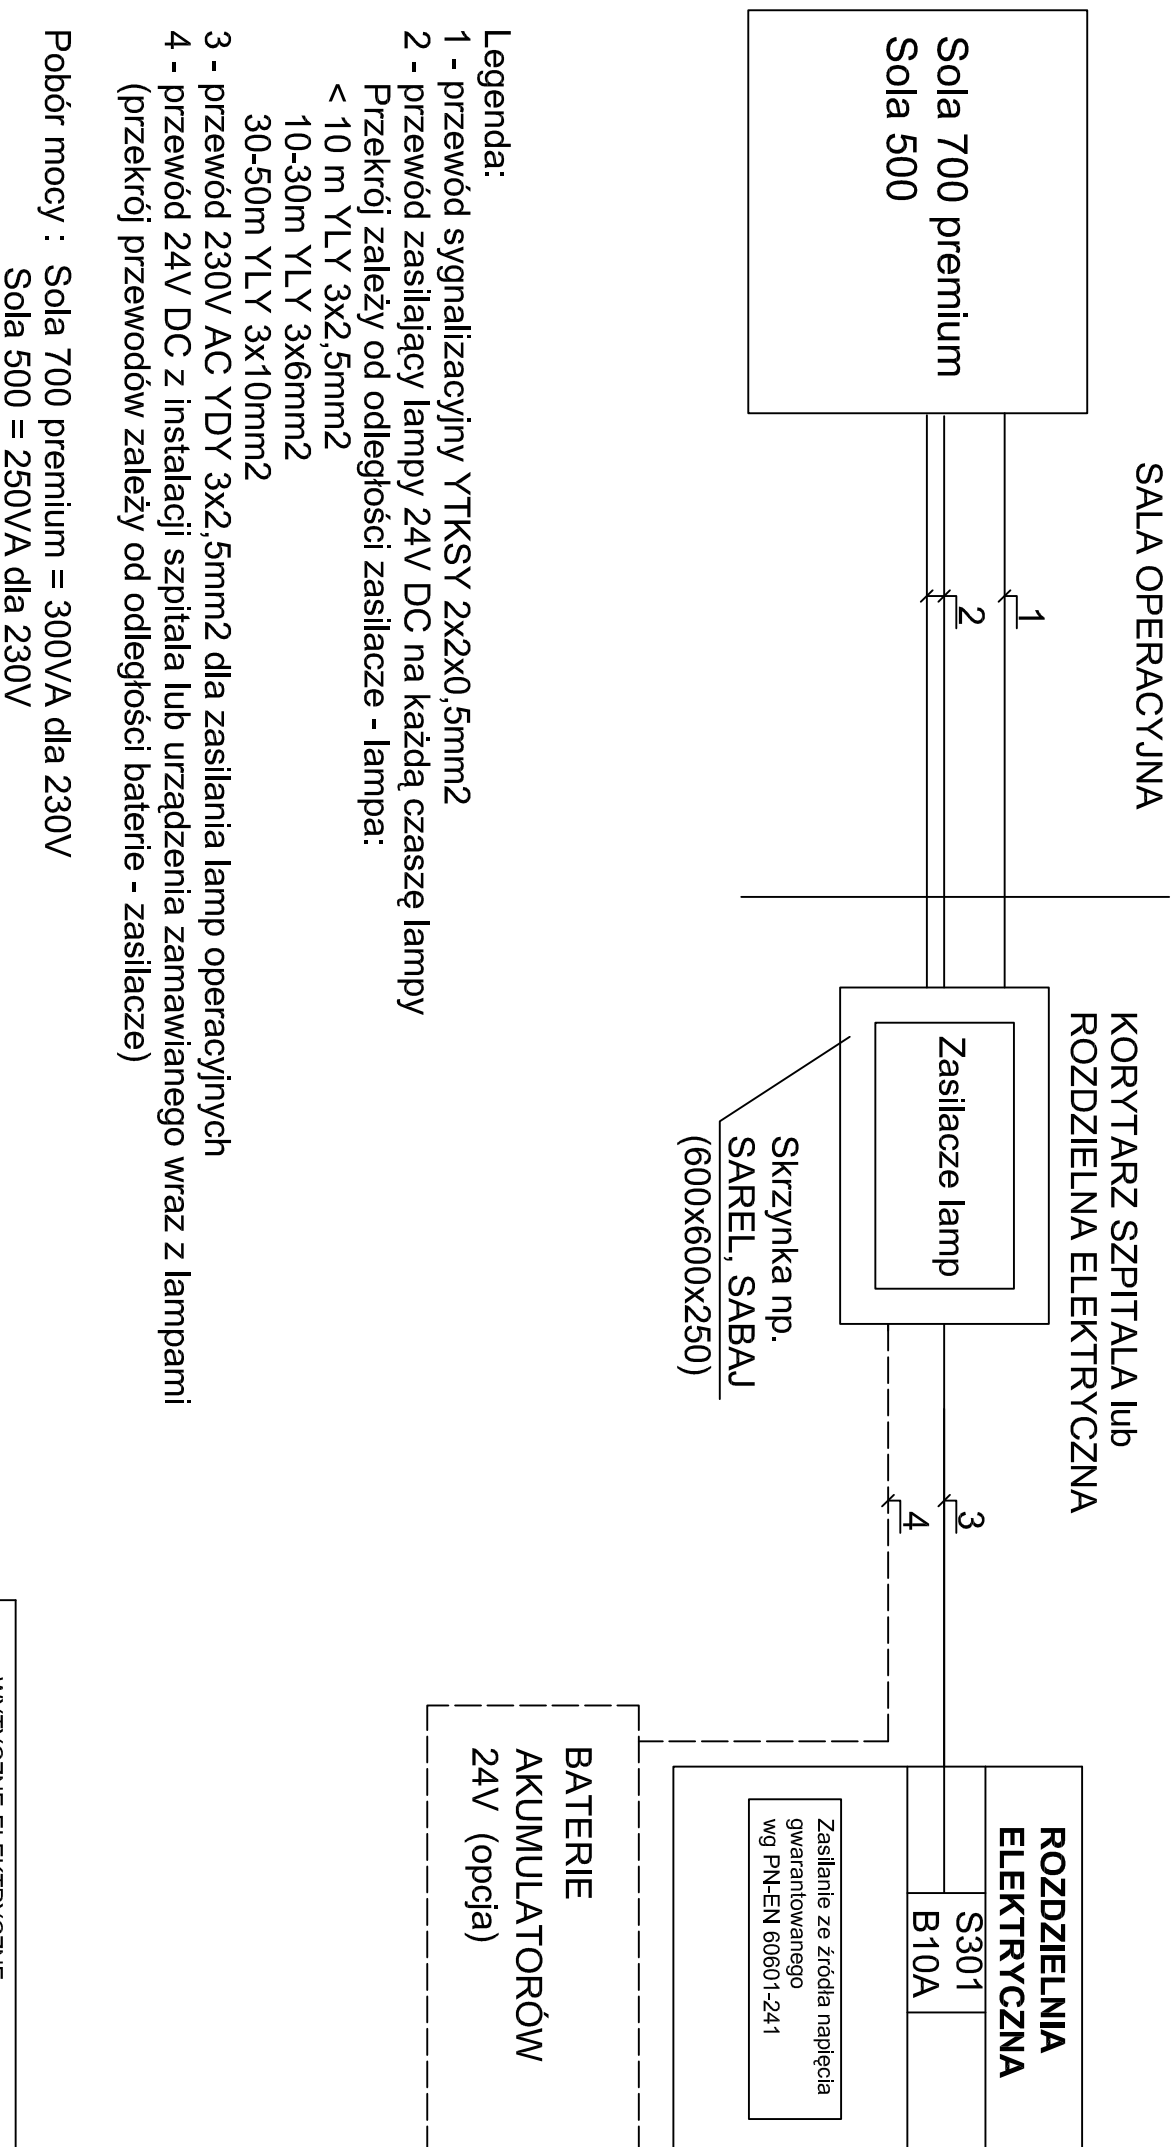 SALA OPERACYJNA
KORYTARZ SZPITALA lub
ROZDZIELNA ELEKTRYCZNA
Sola 700 premium
Sola 500
1
2
Zasilacze lamp
Skrzynka np.
SAREL, SABAJ
(600x600x250)
3
4
ROZDZIELNIA
ELEKTRYCZNA
S301
B10A
Zasilanie ze źródła napięcia
gwarantowanego
wg PN-EN 60601-241
BATERIE
AKUMULATORÓW
24V (opcja)
Legenda:
1 - przewód sygnalizacyjny YTKSY 2x2x0,5mm2
2 - przewód zasilający lampy 24V DC na każdą czaszę lampy
Przekrój zależy od odległości zasilacze - lampa:
< 10 m YLY 3x2,5mm2
10-30m YLY 3x6mm2
30-50m YLY 3x10mm2
3 - przewód 230V AC YDY 3x2,5mm2 dla zasilania lamp operacyjnych
4 - przewód 24V DC z instalacji szpitala lub urządzenia zamawianego wraz z lampami
(przekrój przewodów zależy od odległości baterie - zasilacze)
Pobór mocy : Sola 700 premium = 300VA dla 230V
Sola 500 = 250VA dla 230V
WYTYCZNE ELEKTRYCZNE